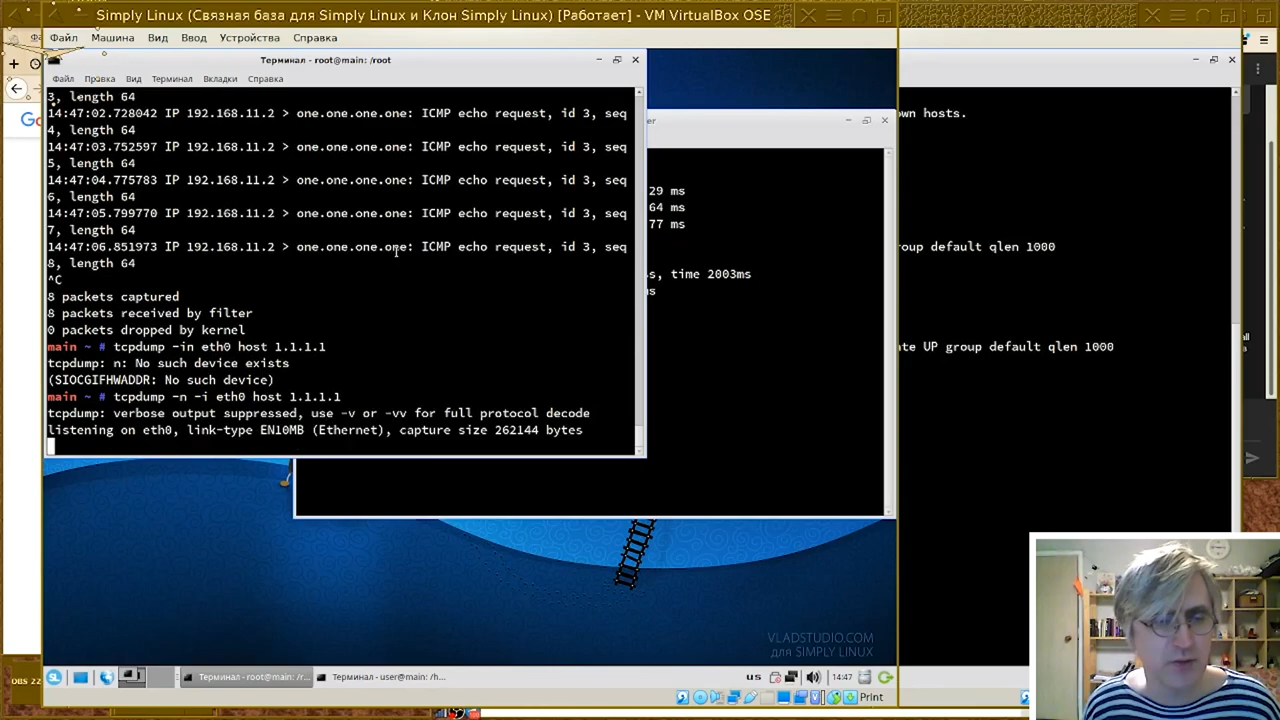 Simply Linux (Связная база для Simply Linux и Клон Simply Linux) [Работает] - VM VirtualBox OSE
Файл Машина Вид Ввод Устройства Справка
Терминал - root@main: /root
Файл Правка Вид Терминал Вкладки Справка
3, length 64
14:47:02.728042 IP 192.168.11.2 > one.one.one.one: ICMP echo request, id 3, seq
4, length 64
14:47:03.752597 IP 192.168.11.2 > one.one.one.one: ICMP echo request, id 3, seq
5, length 64
14:47:04.775783 IP 192.168.11.2 > one.one.one.one: ICMP echo request, id 3, seq
6, length 64
14:47:05.799770 IP 192.168.11.2 > one.one.one.one: ICMP echo request, id 3, seq
7, length 64
14:47:06.851973 IP 192.168.11.2 > one.one.one.one: ICMP echo request, id 3, seq
8, length 64
^C
8 packets captured
8 packets received by filter
0 packets dropped by kernel
main ~ # tcpdump -in eth0 host 1.1.1.1
tcpdump: n: No such device exists
(SIOCGIFHWADDR: No such device)
main ~ # tcpdump -n -i eth0 host 1.1.1.1
tcpdump: verbose output suppressed, use -v or -vv for full protocol decode
listening on eth0, link-type EN10MB (Ethernet), capture size 262144 bytes
er
29 ms
64 ms
77 ms
ss, time 2003ms
ms
own hosts.
oup default qlen 1000
te UP group default qlen 1000
Go
VLADSTUDIO.COM
для SIMPLY LINUX
SL
Терминал - root@main: /r...
Терминал - user@main: /h...
us
14:47
Print
OBS 22